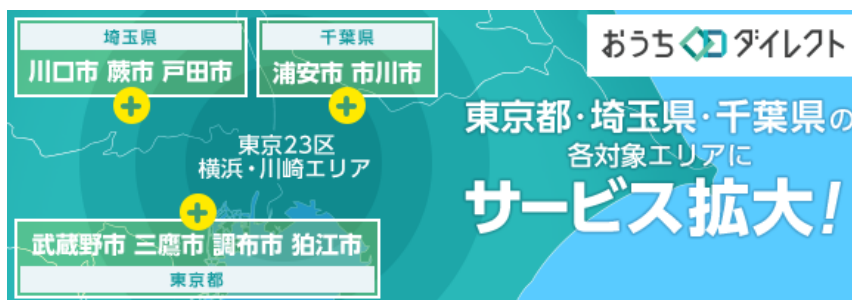 埼玉県
川口市 蕨市 戸田市
千葉県
浦安市 市川市
東京23区
横浜・川崎エリア
武蔵野市 三鷹市 調布市 狛江市
東京都
おうちダイレクト
東京都・埼玉県・千葉県の
各対象エリアに
サービス拡大!